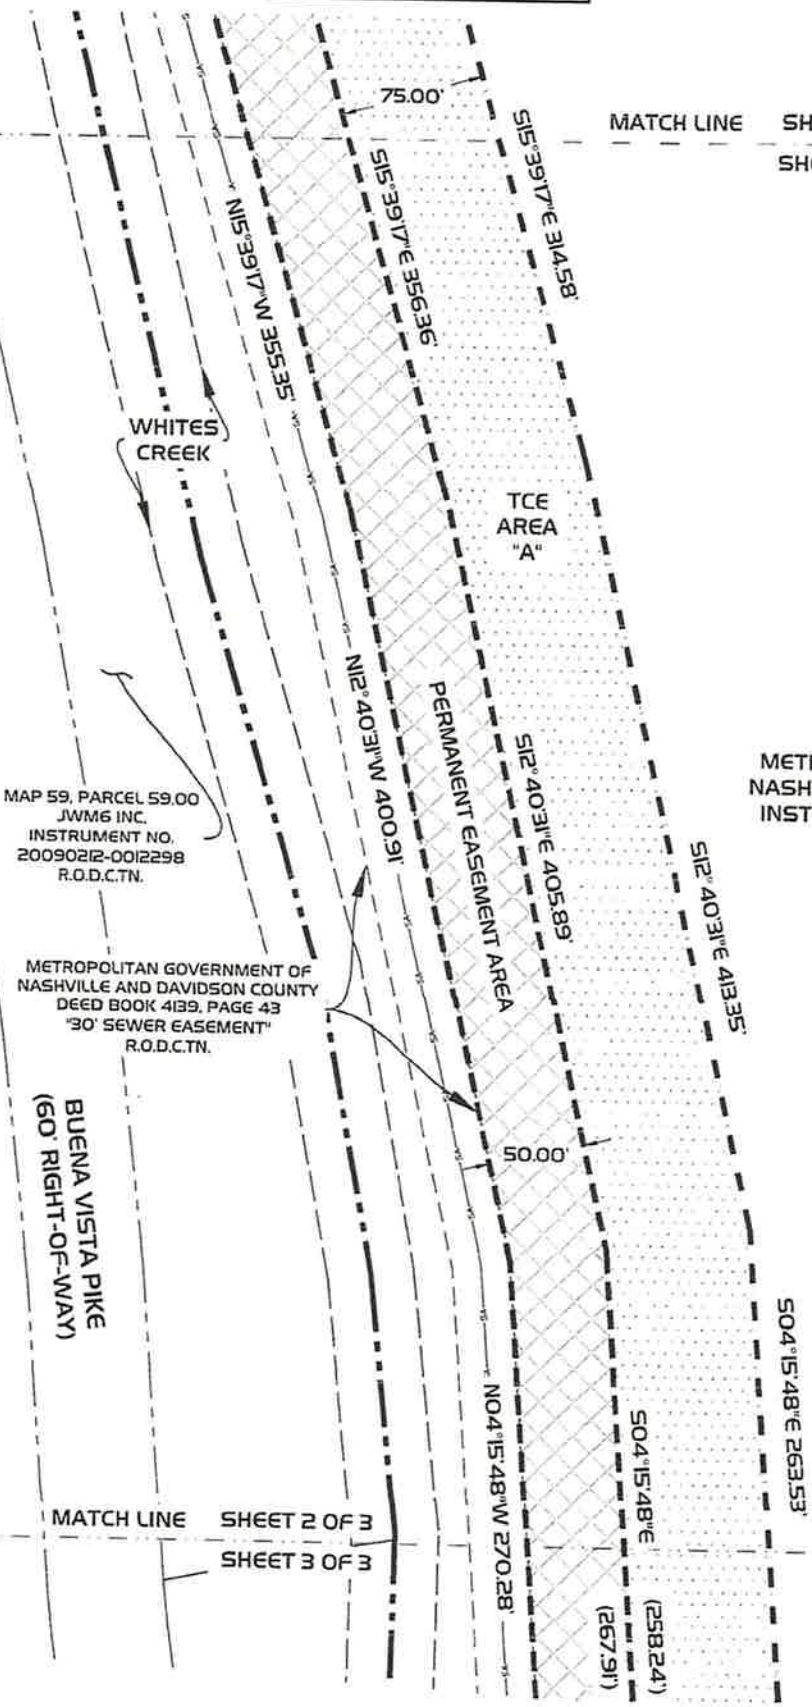 75.00'
MATCH LINE
S15°39'17"E 314.58'
S15°39'17"E 356.36'
N15°39'17"W 355.35'
WHITES
CREEK
TCE
AREA
"A"
N12°40'31"W 400.91'
PERMANENT EASEMENT AREA
S12°40'31"E 405.89'
S12°40'31"E 413.35'
MAP 59, PARCEL 59.00
JWM6 INC.
INSTRUMENT NO.
20090212-0012298
R.O.D.C.TN.
METROPOLITAN GOVERNMENT OF
NASHVILLE AND DAVIDSON COUNTY
DEED BOOK 4139, PAGE 43
"30' SEWER EASEMENT"
R.O.D.C.TN.
50.00'
BUENA VISTA PIKE
(60' RIGHT-OF-WAY)
S04°15'48"E 263.53'
S04°15'48"E
(258.24')
(267.91')
N04°15'48"W 270.28'
MATCH LINE SHEET 2 OF 3
SHEET 3 OF 3